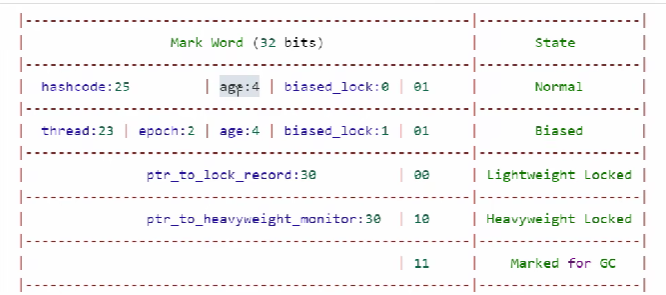 |-------------------------------------------------------|--------------------|
| Mark Word (32 bits) | State |
|-------------------------------------------------------|--------------------|
| hashcode:25 | age:4 | biased_lock:0 | 01 | Normal |
|-------------------------------------------------------|--------------------|
| thread:23 | epoch:2 | age:4 | biased_lock:1 | 01 | Biased |
|-------------------------------------------------------|--------------------|
| ptr_to_lock_record:30 | 00 | Lightweight Locked |
|-------------------------------------------------------|--------------------|
| ptr_to_heavyweight_monitor:30 | 10 | Heavyweight Locked |
|-------------------------------------------------------|--------------------|
| | 11 | Marked for GC |
|-------------------------------------------------------|--------------------|